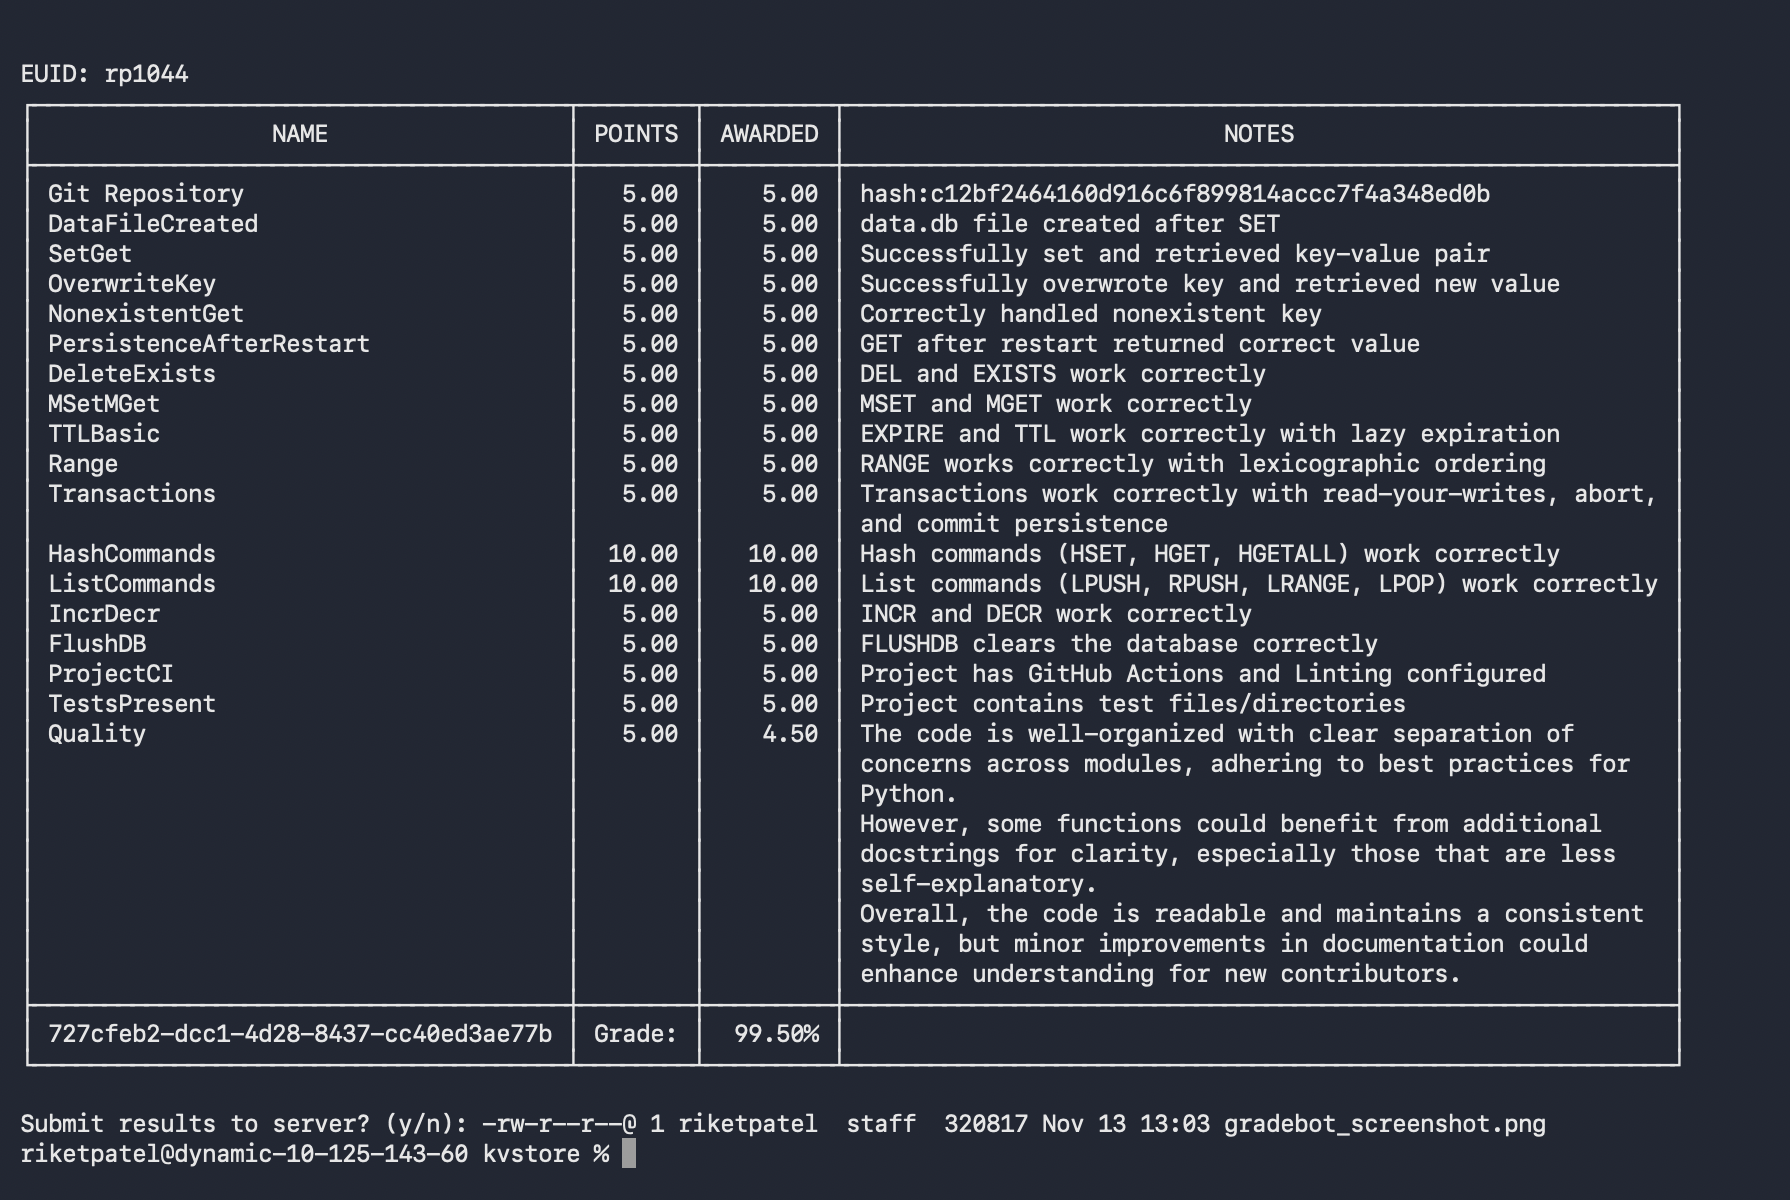 EUID: rp1044
NAME POINTS AWARDED NOTES
Git Repository 5.00 5.00 hash:c12bf2464160d916c6f899814accc7f4a348ed0b
DataFileCreated 5.00 5.00 data.db file created after SET
SetGet 5.00 5.00 Successfully set and retrieved key-value pair
OverwriteKey 5.00 5.00 Successfully overwrote key and retrieved new value
NonexistentGet 5.00 5.00 Correctly handled nonexistent key
PersistenceAfterRestart 5.00 5.00 GET after restart returned correct value
DeleteExists 5.00 5.00 DEL and EXISTS work correctly
MSetMGet 5.00 5.00 MSET and MGET work correctly
TTLBasic 5.00 5.00 EXPIRE and TTL work correctly with lazy expiration
Range 5.00 5.00 RANGE works correctly with lexicographic ordering
Transactions 5.00 5.00 Transactions work correctly with read-your-writes, abort,
and commit persistence
HashCommands 10.00 10.00 Hash commands (HSET, HGET, HGETALL) work correctly
ListCommands 10.00 10.00 List commands (LPUSH, RPUSH, LRANGE, LPOP) work correctly
IncrDecr 5.00 5.00 INCR and DECR work correctly
FlushDB 5.00 5.00 FLUSHDB clears the database correctly
ProjectCI 5.00 5.00 Project has GitHub Actions and Linting configured
TestsPresent 5.00 5.00 Project contains test files/directories
Quality 5.00 4.50 The code is well-organized with clear separation of
concerns across modules, adhering to best practices for
Python.
However, some functions could benefit from additional
docstrings for clarity, especially those that are less
self-explanatory.
Overall, the code is readable and maintains a consistent
style, but minor improvements in documentation could
enhance understanding for new contributors.
727cfeb2-dcc1-4d28-8437-cc40ed3ae77b Grade: 99.50%
Submit results to server? (y/n): -rw-r--r--@ 1 riketpatel  staff  320817 Nov 13 13:03 gradebot_screenshot.png
riketpatel@dynamic-10-125-143-60 kvstore %